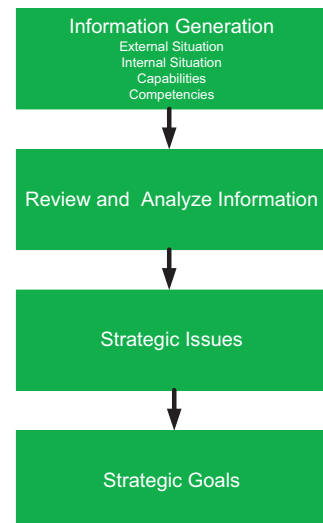 Information Generation
External Situation
Internal Situation
Capabilities
Competencies
Review and Analyze Information
Strategic Issues
Strategic Goals